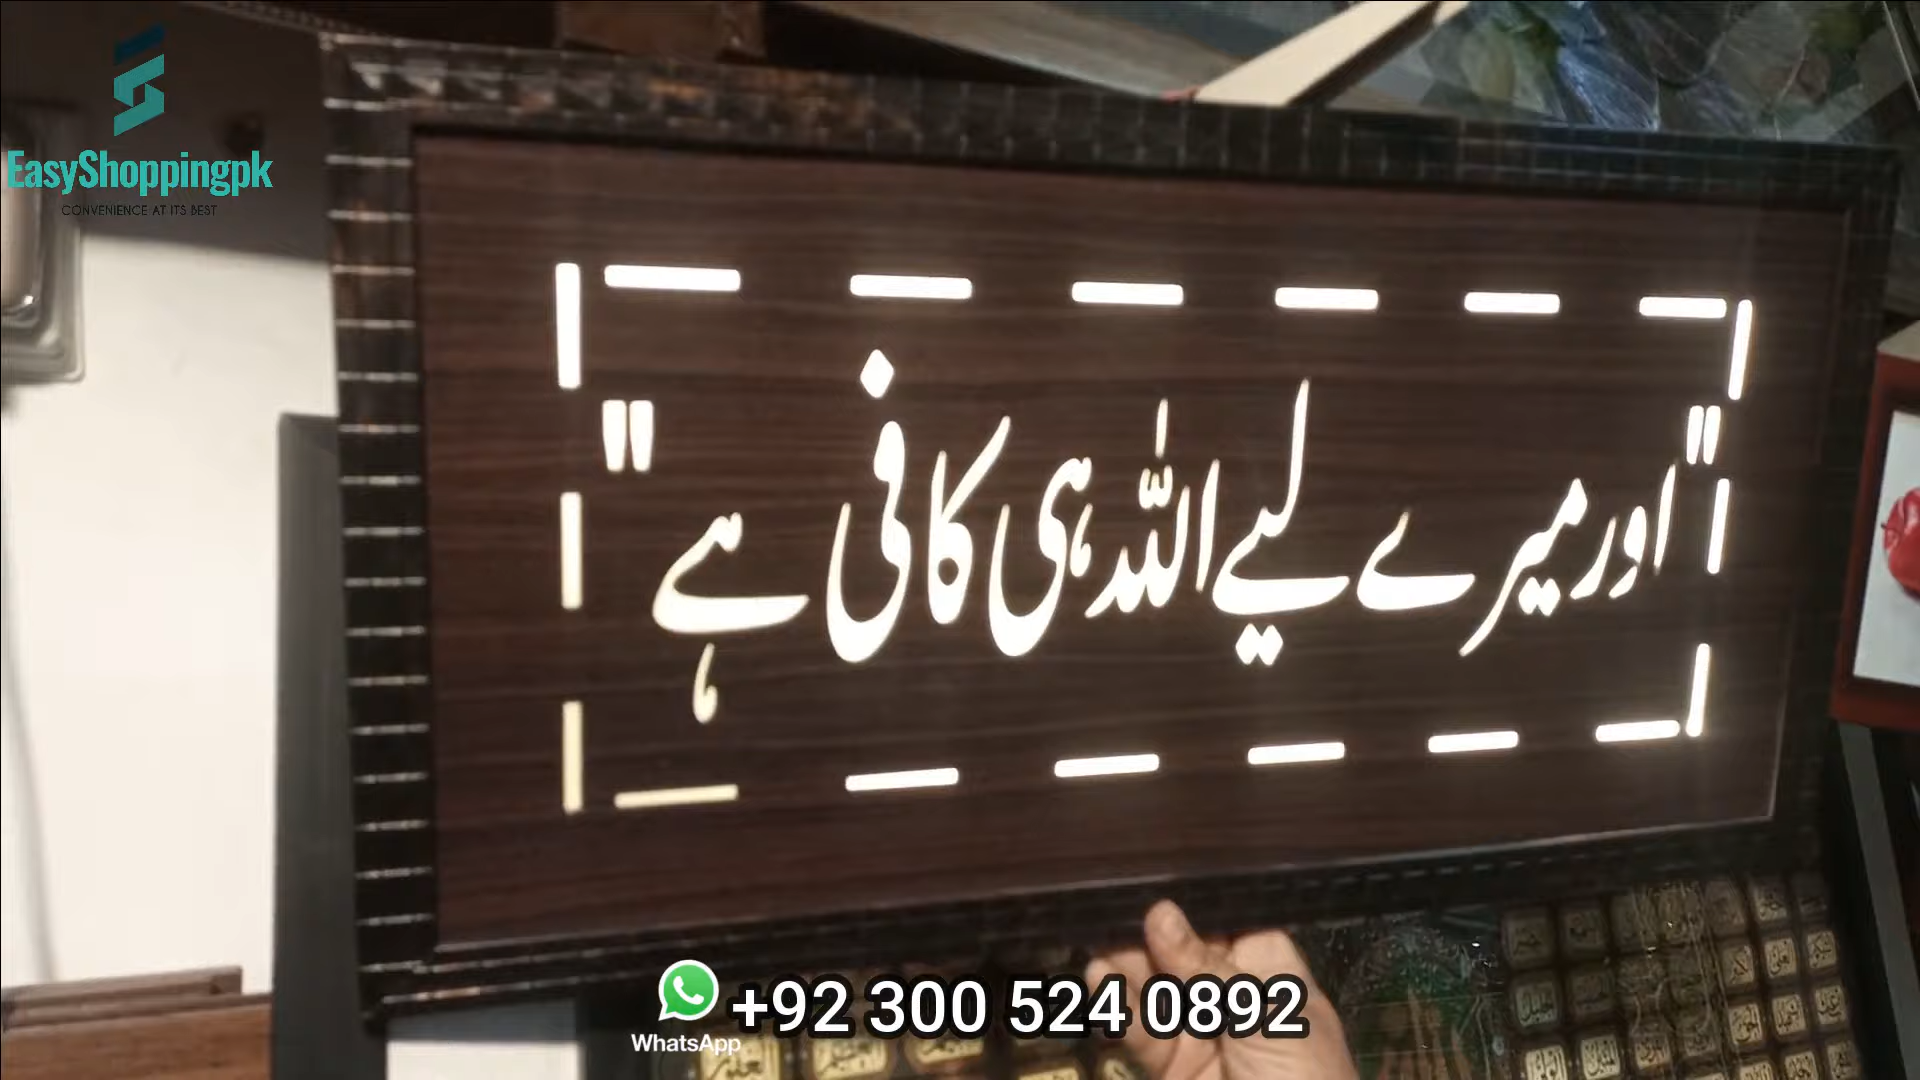 EasyShoppingpk
CONVENIENCE AT ITS BEST
"اور میرے لیے اللہ ہی کافی ہے"
+92 300 524 0892
WhatsApp